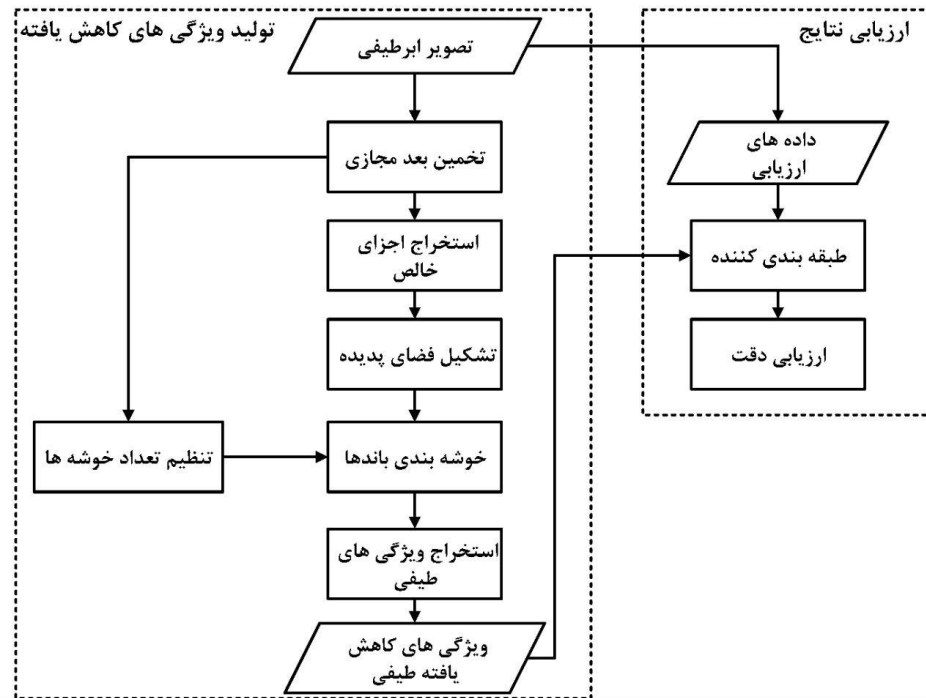 تولید ویژگی های کاهش یافته
تصویر ابرطیفی
تخمین بعد مجازی
استخراج اجزای
خالص
تشکیل فضای پدیده
تنظیم تعداد خوشه ها
خوشه بندی باندها
استخراج ویژگی های
طیفی
ویژگی های کاهش
یافته طیفی
ارزیابی نتایج
داده های
ارزیابی
طبقه بندی کننده
ارزیابی دقت